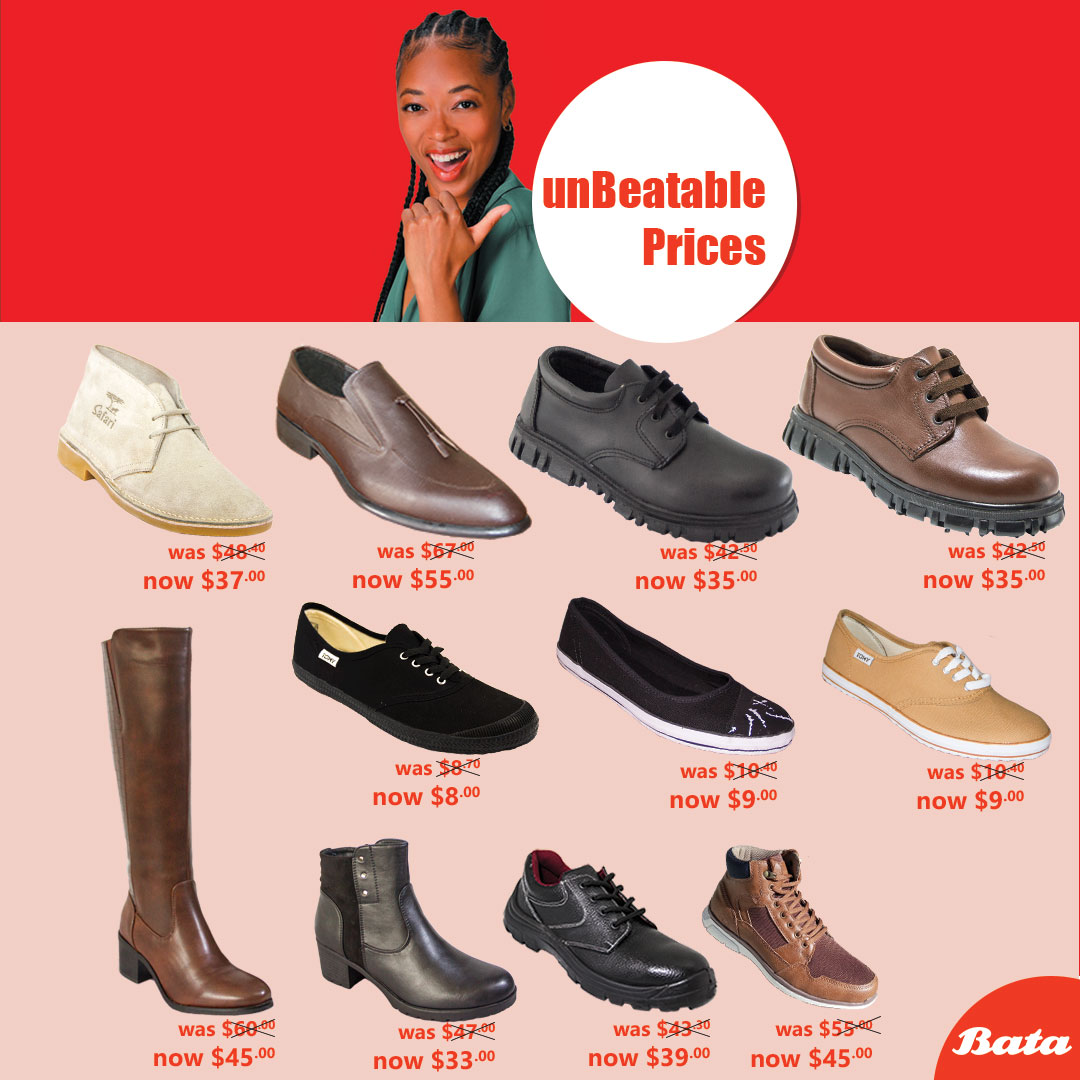 unBeatable
Prices
Safari
was $48.40
now $37.00
was $67.00
now $55.00
was $42.50
now $35.00
was $42.50
now $35.00
TOMY
was $8.70
now $8.00
was $10.40
now $9.00
TOMY
was $10.40
now $9.00
was $60.00
now $45.00
was $47.00
now $33.00
was $43.30
now $39.00
was $55.00
now $45.00
Bata